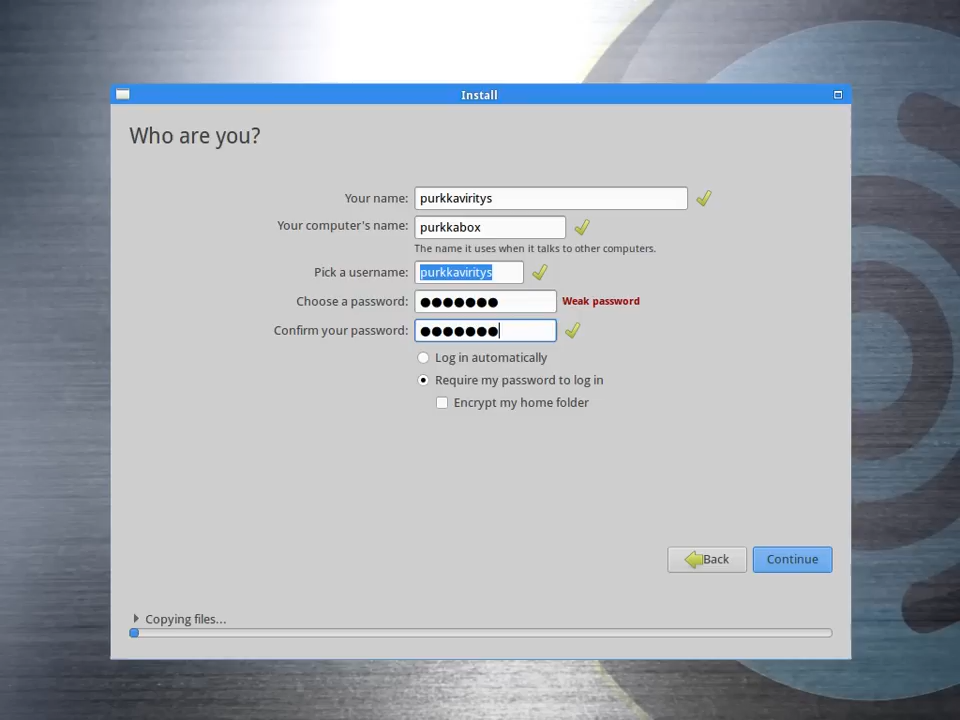 Install
Who are you?
Your name: purkkaviritys
Your computer's name: purkkabox
The name it uses when it talks to other computers.
Pick a username: purkkaviritys
Choose a password: ●●●●●●● Weak password
Confirm your password: ●●●●●●●
Log in automatically
Require my password to log in
Encrypt my home folder
Back Continue
Copying files...